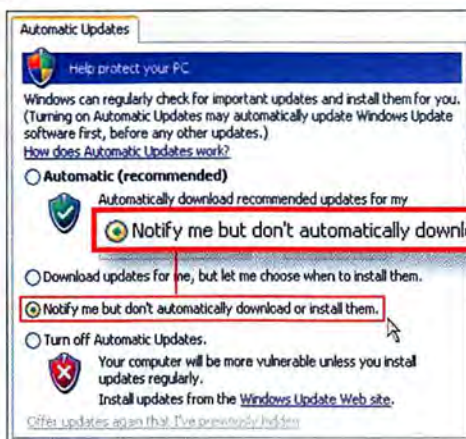 Automatic Updates
Help protect your PC
Windows can regularly check for important updates and install them for you.
(Turning on Automatic Updates may automatically update Windows Update
software first, before any other updates.)
How does Automatic Updates work?
Automatic (recommended)
Automatically download recommended updates for my
Notify me but don't automatically downl
Download updates for me, but let me choose when to install them.
Notify me but don't automatically download or install them.
Turn off Automatic Updates.
Your computer will be more vulnerable unless you install
updates regularly.
Install updates from the Windows Update Web site.
Offer updates again that I've previously hidden